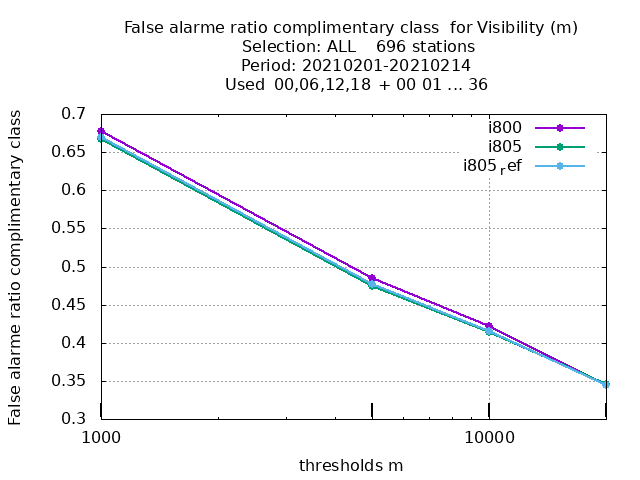 False alarme ratio complimentary class  for Visibility (m)
Selection: ALL    696 stations
Period: 20210201-20210214
Used  00,06,12,18  + 00 01 ... 36
False alarme ratio complimentary class
0.7
0.65
0.6
0.55
0.5
0.45
0.4
0.35
0.3
i800
i805
i805ref
1000
10000
thresholds m